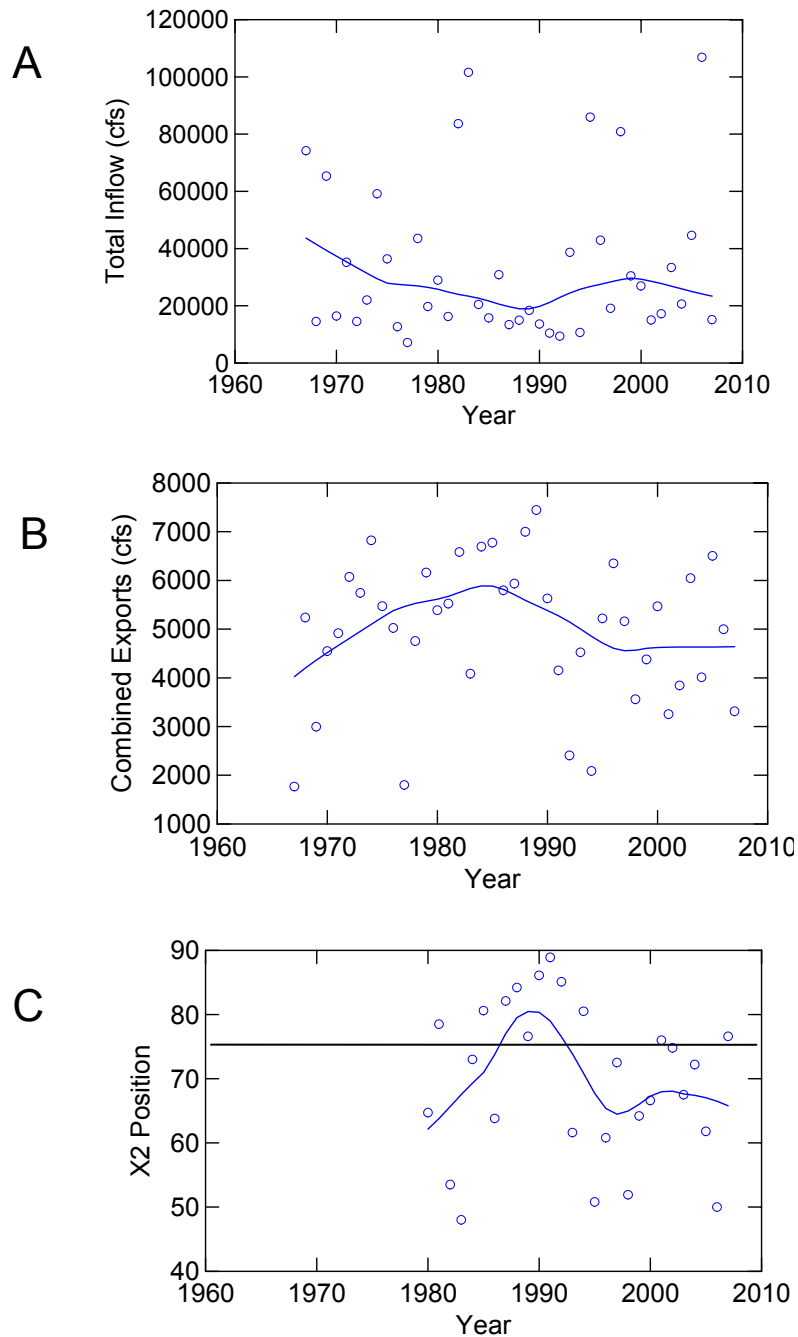 A
Total Inflow (cfs)
120000
100000
80000
60000
40000
20000
0
1960 1970 1980 1990 2000 2010
Year
B
Combined Exports (cfs)
8000
7000
6000
5000
4000
3000
2000
1000
1960 1970 1980 1990 2000 2010
Year
C
X2 Position
90
80
70
60
50
40
1960 1970 1980 1990 2000 2010
Year